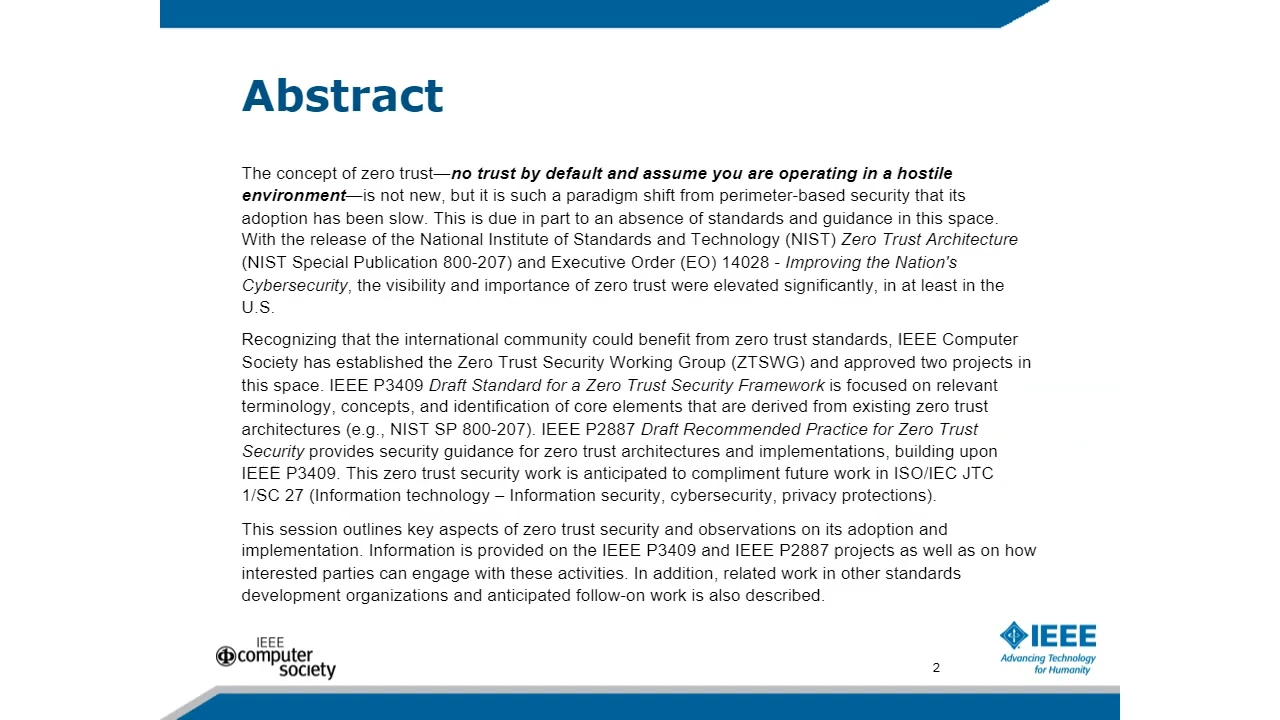 Abstract
The concept of zero trust—no trust by default and assume you are operating in a hostile
environment—is not new, but it is such a paradigm shift from perimeter-based security that its
adoption has been slow. This is due in part to an absence of standards and guidance in this space.
With the release of the National Institute of Standards and Technology (NIST) Zero Trust Architecture
(NIST Special Publication 800-207) and Executive Order (EO) 14028 - Improving the Nation's
Cybersecurity, the visibility and importance of zero trust were elevated significantly, in at least in the
U.S.
Recognizing that the international community could benefit from zero trust standards, IEEE Computer
Society has established the Zero Trust Security Working Group (ZTSWG) and approved two projects in
this space. IEEE P3409 Draft Standard for a Zero Trust Security Framework is focused on relevant
terminology, concepts, and identification of core elements that are derived from existing zero trust
architectures (e.g., NIST SP 800-207). IEEE P2887 Draft Recommended Practice for Zero Trust
Security provides security guidance for zero trust architectures and implementations, building upon
IEEE P3409. This zero trust security work is anticipated to compliment future work in ISO/IEC JTC
1/SC 27 (Information technology – Information security, cybersecurity, privacy protections).
This session outlines key aspects of zero trust security and observations on its adoption and
implementation. Information is provided on the IEEE P3409 and IEEE P2887 projects as well as on how
interested parties can engage with these activities. In addition, related work in other standards
development organizations and anticipated follow-on work is also described.
IEEE
computer
society
2
IEEE
Advancing Technology
for Humanity